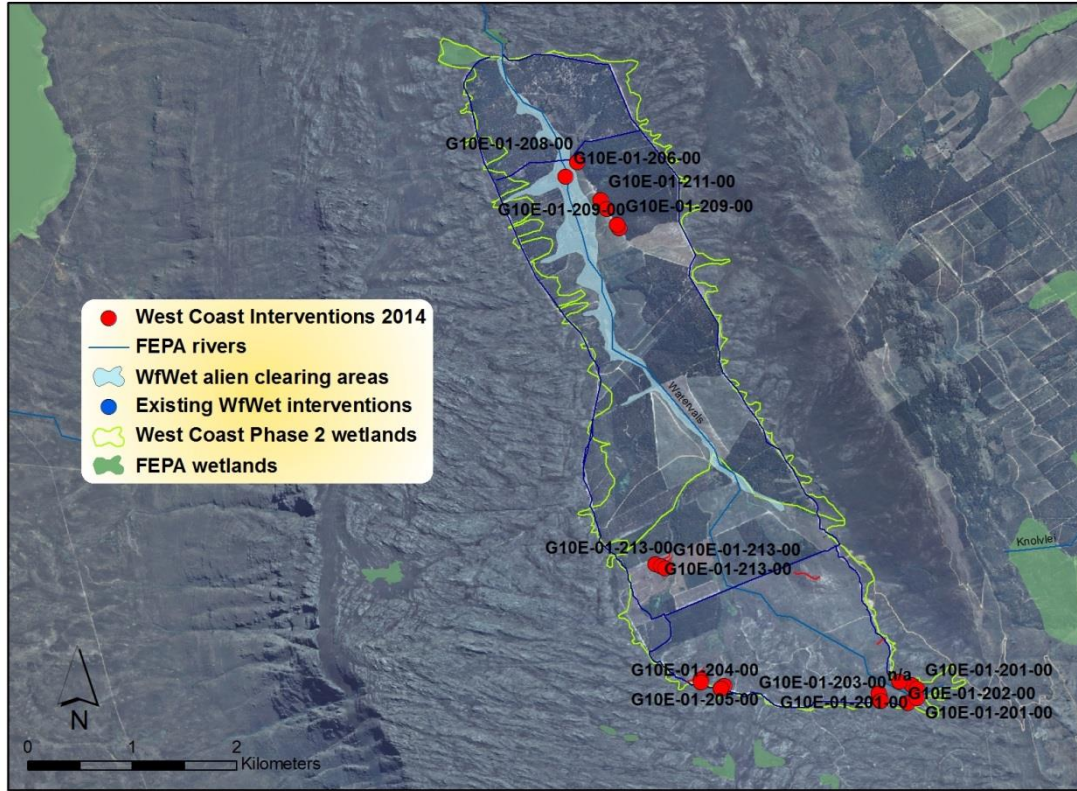 G10E-01-208-00
G10E-01-206-00
G10E-01-211-00
G10E-01-209-00
G10E-01-209-00
West Coast Interventions 2014
FEPA rivers
WfWet alien clearing areas
Existing WfWet interventions
West Coast Phase 2 wetlands
FEPA wetlands
Watervals
Knolvlei
G10E-01-213-00
G10E-01-213-00
G10E-01-213-00
G10E-01-204-00
G10E-01-205-00
n/a
G10E-01-203-00
G10E-01-201-00
G10E-01-201-00
G10E-01-202-00
G10E-01-201-00
N
0 1 2
Kilometers